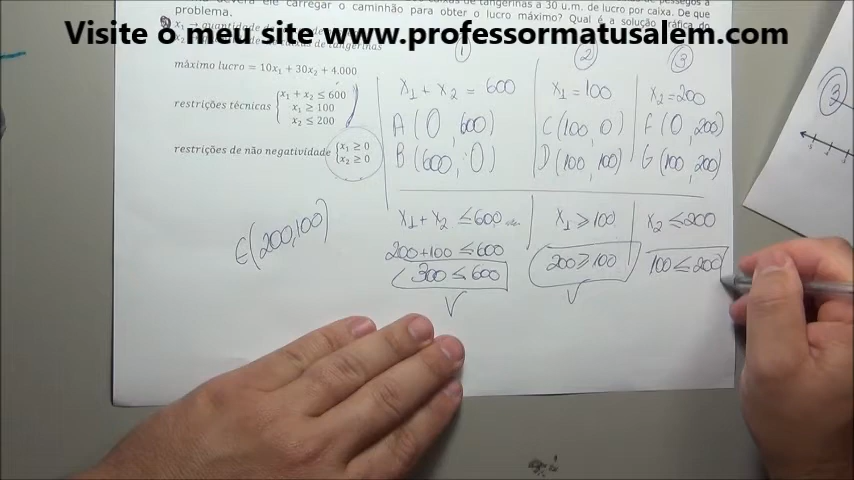 deverá ele carregar o caminhão para obter o lucro máximo? Qual é a solução gráfica do
problema.
Visite o meu site www.professormatusalem.com
tangerinas
máximo lucro = 10x₁ + 30x₂ + 4.000
restrições técnicas { x₁ + x₂ ≤ 600
x₁ ≥ 100
x₂ ≤ 200
restrições de não negatividade { x₁ ≥ 0
x₂ ≥ 0
1
x₁ + x₂ = 600
A (0, 600)
B (600, 0)
2
x₁ = 100
C (100, 0)
D (100, 100)
3
x₂ = 200
F (0, 200)
G (100, 200)
E (200,100)
x₁ + x₂ ≤ 600
200 + 100 ≤ 600
300 ≤ 600
x₁ ≥ 100
200 ≥ 100
x₂ ≤ 200
100 ≤ 200
3